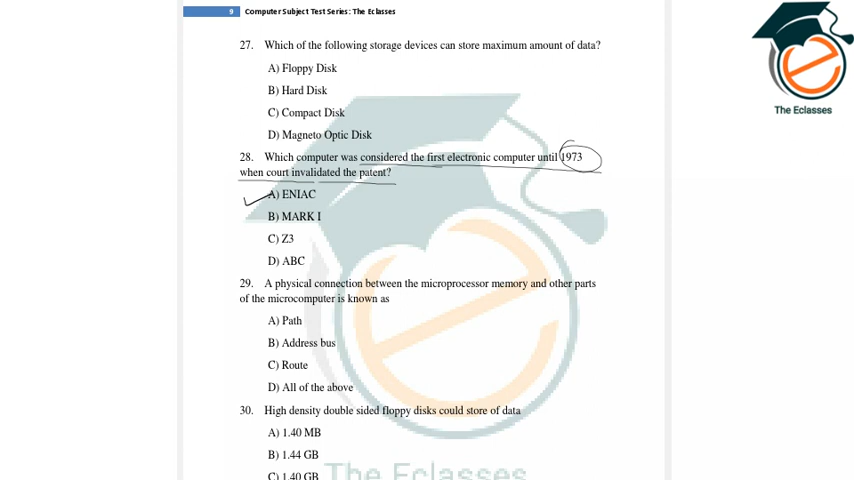 9 Computer Subject Test Series: The Eclasses
27. Which of the following storage devices can store maximum amount of data?
A) Floppy Disk
B) Hard Disk
C) Compact Disk
D) Magneto Optic Disk
28. Which computer was considered the first electronic computer until 1973
when court invalidated the patent?
A) ENIAC
B) MARK I
C) Z3
D) ABC
29. A physical connection between the microprocessor memory and other parts
of the microcomputer is known as
A) Path
B) Address bus
C) Route
D) All of the above
30. High density double sided floppy disks could store of data
A) 1.40 MB
B) 1.44 GB
C) 1.40 GB
The Eclasses
The Eclasses